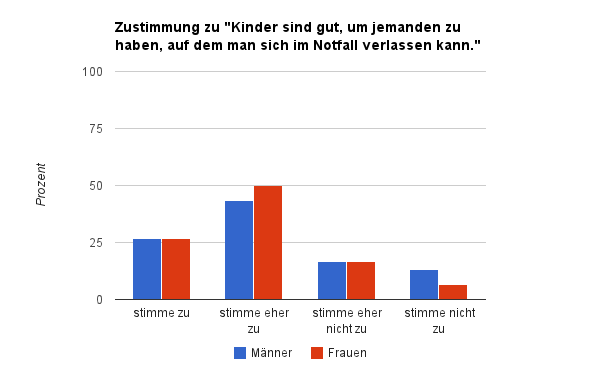 Zustimmung zu "Kinder sind gut, um jemanden zu
haben, auf dem man sich im Notfall verlassen kann."
100
75
50
25
0
Prozent
stimme zu
stimme eher
zu
stimme eher
nicht zu
stimme nicht
zu
Männer
Frauen